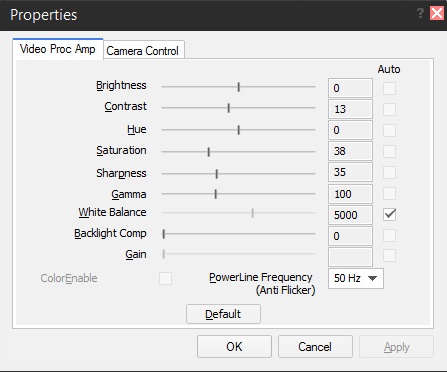 Properties
Video Proc Amp
Camera Control
Auto
Brightness 0
Contrast 13
Hue 0
Saturation 38
Sharpness 35
Gamma 100
White Balance 5000
Backlight Comp 0
Gain
ColorEnable
PowerLine Frequency 50 Hz
(Anti Flicker)
Default
OK Cancel Apply